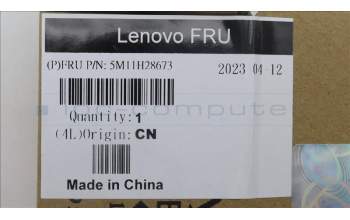 Lenovo FRU
(P)FRU P/N: 5M11H28673
2023 04 12
Quantity: 1
(4L)Origin: CN
Made in China